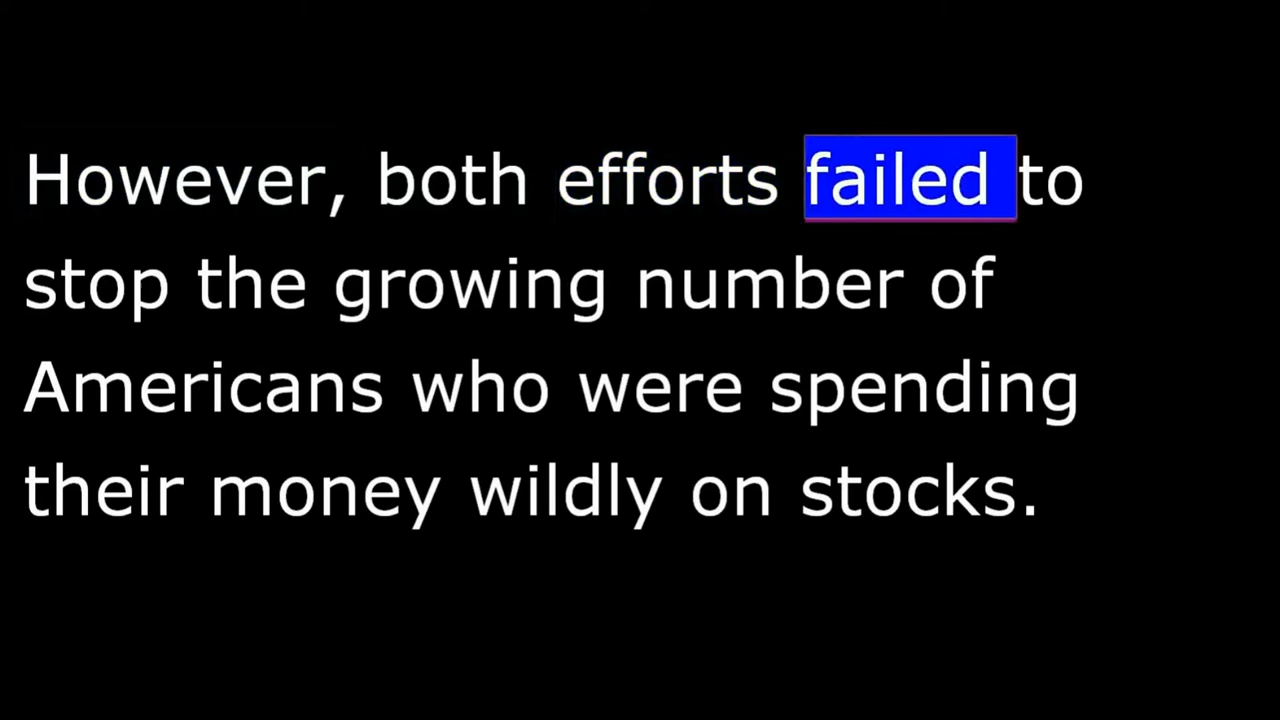 However, both efforts failed to
stop the growing number of
Americans who were spending
their money wildly on stocks.